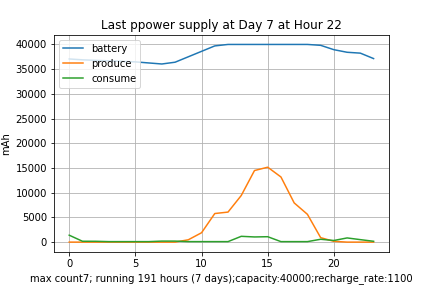 Last ppower supply at Day 7 at Hour 22
40000
35000
30000
25000
20000
15000
10000
5000
0
mAh
battery
produce
consume
0 5 10 15 20
max count7; running 191 hours (7 days);capacity:40000;recharge_rate:1100